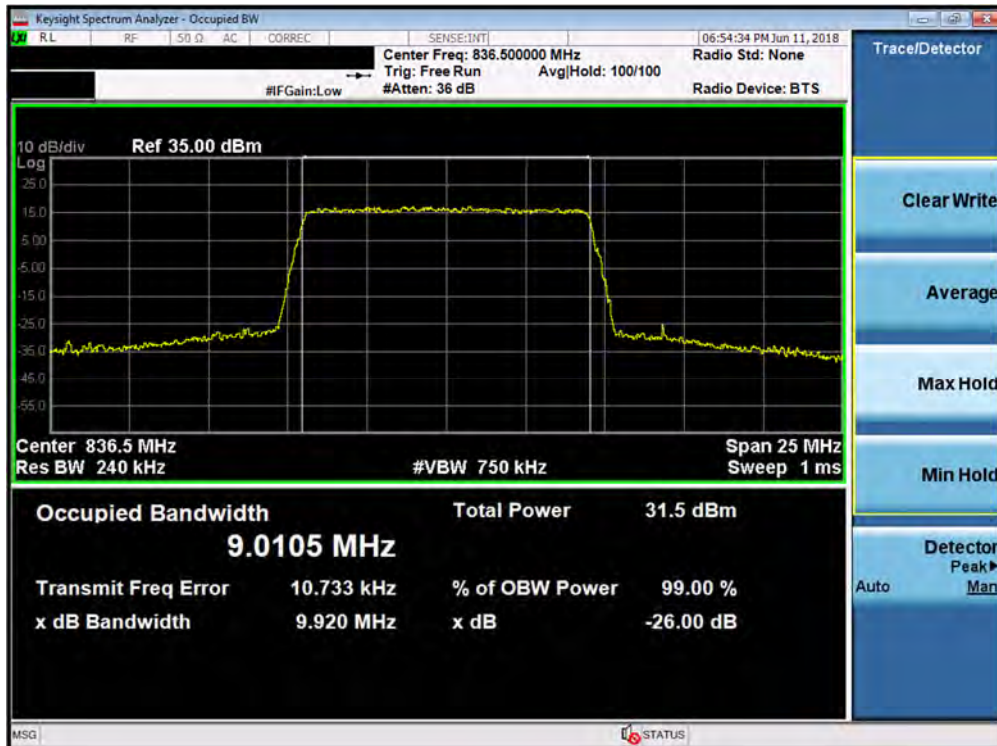 Keysight Spectrum Analyzer - Occupied BW
RL RF 50 Ω AC CORREC SENSE:INT 06:54:34 PM Jun 11, 2018
Center Freq: 836.500000 MHz Radio Std: None
Trig: Free Run Avg|Hold: 100/100
#IFGain:Low #Atten: 36 dB Radio Device: BTS
10 dB/div Ref 35.00 dBm
Log
25.0
15.0
5.00
-5.00
-15.0
-25.0
-35.0
-45.0
-55.0
Center 836.5 MHz Span 25 MHz
Res BW 240 kHz #VBW 750 kHz Sweep 1 ms
Occupied Bandwidth Total Power 31.5 dBm
9.0105 MHz
Transmit Freq Error 10.733 kHz % of OBW Power 99.00 %
x dB Bandwidth 9.920 MHz x dB -26.00 dB
MSG STATUS
Trace/Detector
Clear Write
Average
Max Hold
Min Hold
Detector
Peak▶
Auto Man